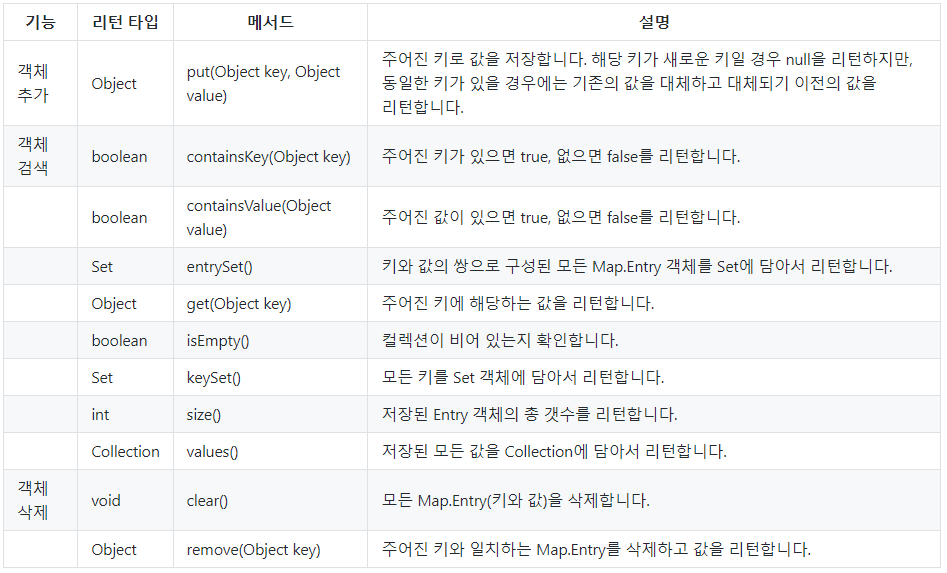 기능 리턴 타입 메서드 설명
객체
추가
Object
put(Object key, Object
value)
주어진 키로 값을 저장합니다. 해당 키가 새로운 키일 경우 null을 리턴하지만,
동일한 키가 있을 경우에는 기존의 값을 대체하고 대체되기 이전의 값을
리턴합니다.
객체
검색
boolean containsKey(Object key) 주어진 키가 있으면 true, 없으면 false를 리턴합니다.
boolean
containsValue(Object
value)
주어진 값이 있으면 true, 없으면 false를 리턴합니다.
Set entrySet() 키와 값의 쌍으로 구성된 모든 Map.Entry 객체를 Set에 담아서 리턴합니다.
Object get(Object key) 주어진 키에 해당하는 값을 리턴합니다.
boolean isEmpty() 컬렉션이 비어 있는지 확인합니다.
Set keySet() 모든 키를 Set 객체에 담아서 리턴합니다.
int size() 저장된 Entry 객체의 총 갯수를 리턴합니다.
Collection values() 저장된 모든 값을 Collection에 담아서 리턴합니다.
객체
삭제
void clear() 모든 Map.Entry(키와 값)을 삭제합니다.
Object remove(Object key) 주어진 키와 일치하는 Map.Entry를 삭제하고 값을 리턴합니다.